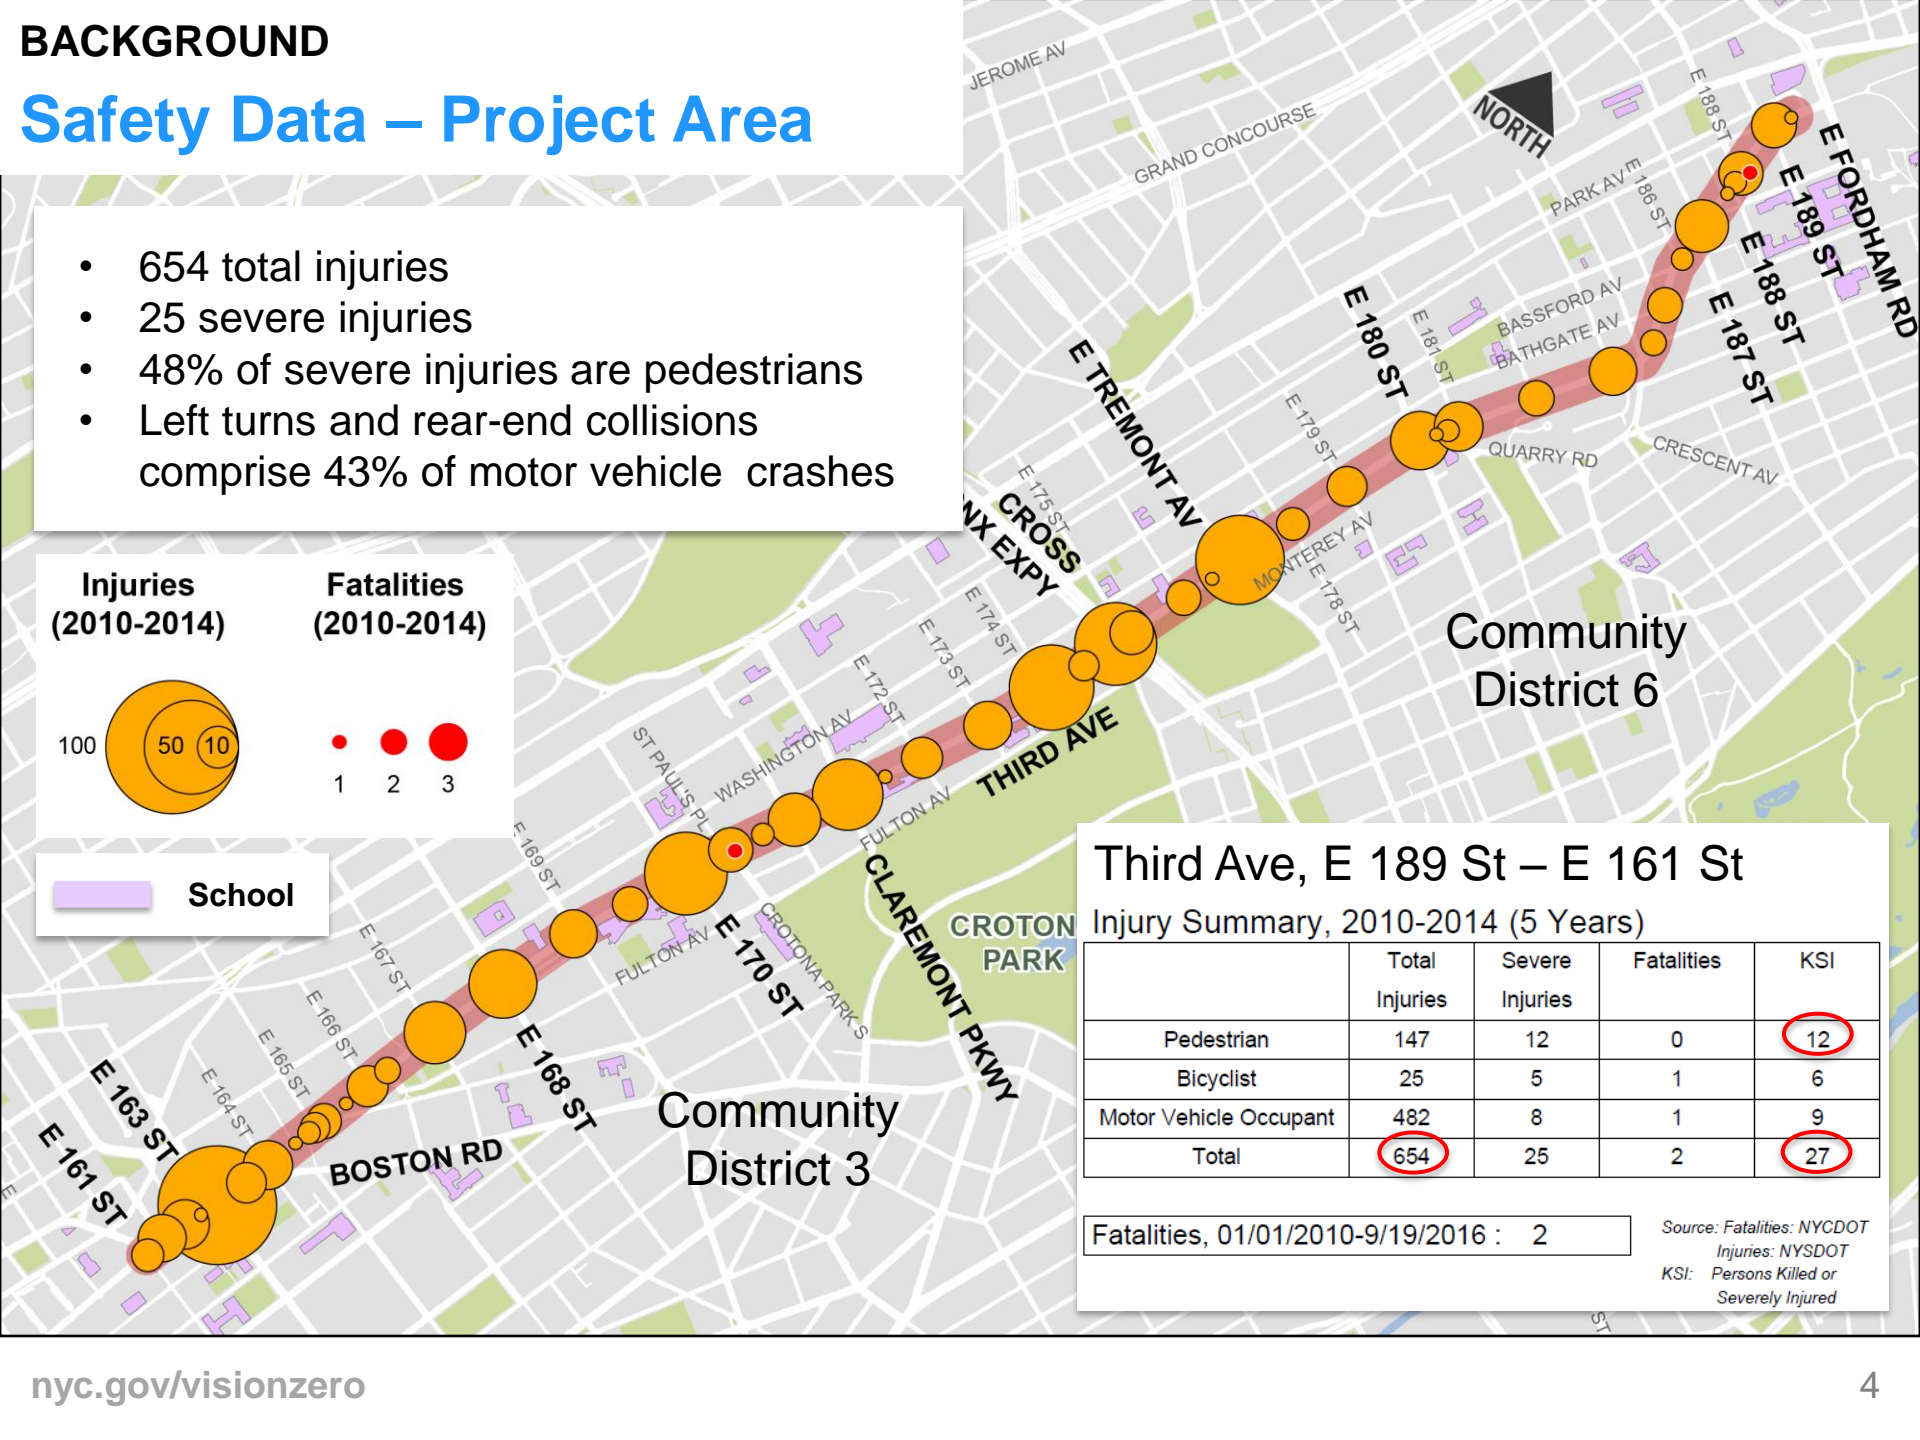 BACKGROUND
Safety Data – Project Area
• 654 total injuries
• 25 severe injuries
• 48% of severe injuries are pedestrians
• Left turns and rear-end collisions
comprise 43% of motor vehicle crashes
Injuries
(2010-2014)
Fatalities
(2010-2014)
100
50
10
1
2
3
School
JEROME AV
GRAND CONCOURSE
NORTH
PARK AV
E 188 ST
E 186 ST
E FORDHAM RD
E 189 ST
E 188 ST
E 187 ST
BASSFORD AV
BATHGATE AV
E 181 ST
E 180 ST
QUARRY RD
CRESCENT AV
E 179 ST
E TREMONT AV
MONTEREY AV
E 178 ST
E 175 ST
CROSS
NX EXPY
E 174 ST
E 173 ST
E 172 ST
WASHINGTON AV
ST PAUL'S PL
THIRD AVE
FULTON AV
CLAREMONT PKWY
CROTONA PARK S
CROTON
PARK
E 170 ST
FULTON AV
E 169 ST
E 168 ST
E 167 ST
E 166 ST
E 165 ST
E 164 ST
E 163 ST
E 161 ST
BOSTON RD
E
ST
Community
District 6
Community
District 3
Third Ave, E 189 St – E 161 St
Injury Summary, 2010-2014 (5 Years)
Total Injuries Severe Injuries Fatalities KSI
Pedestrian 147 12 0 12
Bicyclist 25 5 1 6
Motor Vehicle Occupant 482 8 1 9
Total 654 25 2 27
Fatalities, 01/01/2010-9/19/2016 : 2
Source: Fatalities: NYCDOT
Injuries: NYSDOT
KSI: Persons Killed or
Severely Injured
nyc.gov/visionzero
4